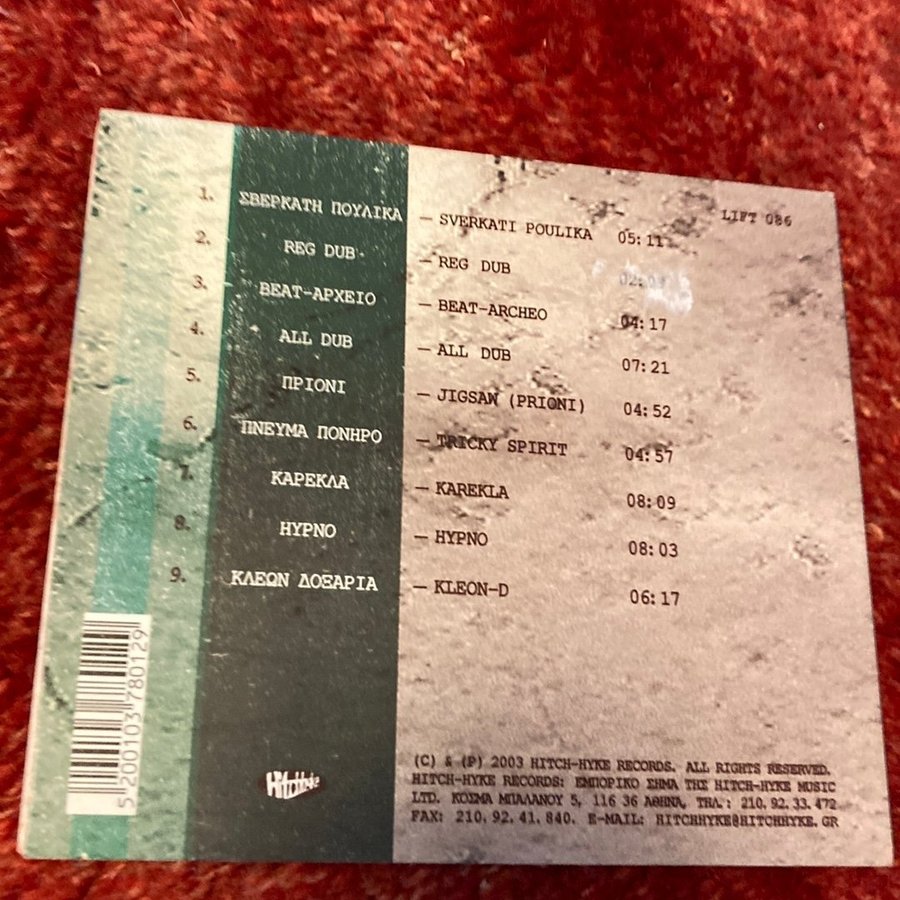 LIFT 086
1. ΣΒΕΡΚΑΤΗ ΠΟΥΛΙΚΑ — SVERKATI POULIKA 05:11
2. REG DUB — REG DUB
3. BEAT-ΑΡΧΕΙΟ — BEAT-ARCHEO 04:17
4. ALL DUB — ALL DUB 07:21
5. ΠΡΙΟΝΙ — JIGSAW (PRIONI) 04:52
6. ΠΝΕΥΜΑ ΠΟΝΗΡΟ — TRICKY SPIRIT 04:57
7. ΚΑΡΕΚΛΑ — KAREKLA 08:09
8. HYPNO — HYPNO 08:03
9. ΚΛΕΩΝ ΔΟΞΑΡΙΑ — KLEON-D 06:17
5 200103 780129
Hitchhyke
(C) & (P) 2003 HITCH-HYKE RECORDS. ALL RIGHTS RESERVED.
HITCH-HYKE RECORDS: ΕΜΠΟΡΙΚΟ ΣΗΜΑ ΤΗΣ HITCH-HYKE MUSIC
LTD. ΚΟΣΜΑ ΜΠΑΛΑΝΟΥ 5, 116 36 ΑΘΗΝΑ, ΤΗΛ.: 210.92.33.472
FAX: 210.92.41.840. E-MAIL: HITCHHYKE@HITCHHYKE.GR